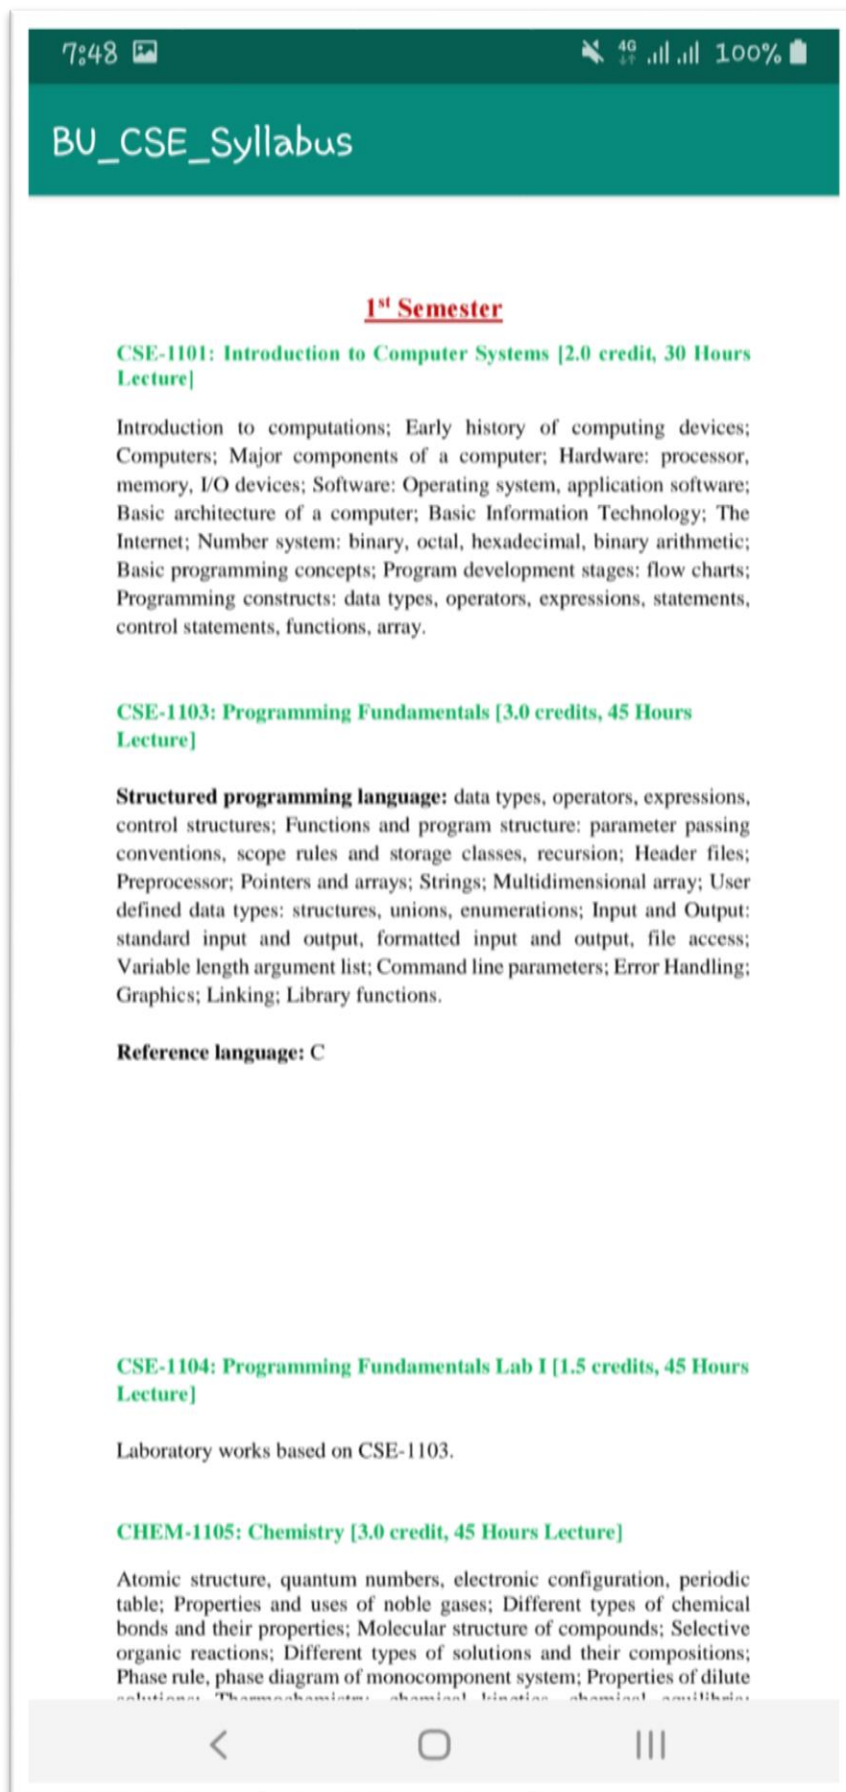 7:48 4G 100%
BU_CSE_Syllabus
1st Semester
CSE-1101: Introduction to Computer Systems [2.0 credit, 30 Hours
Lecture]
Introduction to computations; Early history of computing devices;
Computers; Major components of a computer; Hardware: processor,
memory, I/O devices; Software: Operating system, application software;
Basic architecture of a computer; Basic Information Technology; The
Internet; Number system: binary, octal, hexadecimal, binary arithmetic;
Basic programming concepts; Program development stages: flow charts;
Programming constructs: data types, operators, expressions, statements,
control statements, functions, array.
CSE-1103: Programming Fundamentals [3.0 credits, 45 Hours
Lecture]
Structured programming language: data types, operators, expressions,
control structures; Functions and program structure: parameter passing
conventions, scope rules and storage classes, recursion; Header files;
Preprocessor; Pointers and arrays; Strings; Multidimensional array; User
defined data types: structures, unions, enumerations; Input and Output:
standard input and output, formatted input and output, file access;
Variable length argument list; Command line parameters; Error Handling;
Graphics; Linking; Library functions.
Reference language: C
CSE-1104: Programming Fundamentals Lab I [1.5 credits, 45 Hours
Lecture]
Laboratory works based on CSE-1103.
CHEM-1105: Chemistry [3.0 credit, 45 Hours Lecture]
Atomic structure, quantum numbers, electronic configuration, periodic
table; Properties and uses of noble gases; Different types of chemical
bonds and their properties; Molecular structure of compounds; Selective
organic reactions; Different types of solutions and their compositions;
Phase rule, phase diagram of monocomponent system; Properties of dilute